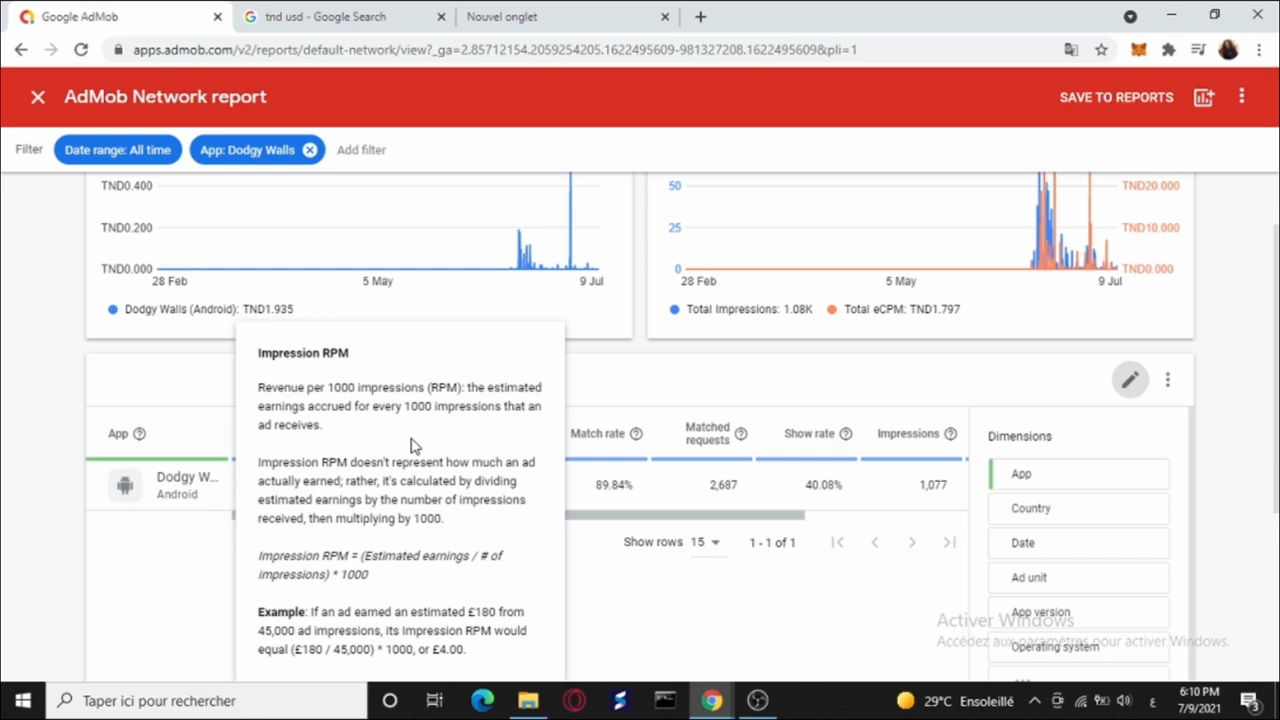 Google AdMob
tnd usd - Google Search
Nouvel onglet
apps.admob.com/v2/reports/default-network/view?_ga=2.85712154.2059254205.1622495609-981327208.1622495609&pli=1
AdMob Network report
SAVE TO REPORTS
Filter
Date range: All time
App: Dodgy Walls
Add filter
TND0.400
TND0.200
TND0.000
28 Feb
5 May
9 Jul
Dodgy Walls (Android): TND1.935
50
25
0
TND20.000
TND10.000
TND0.000
28 Feb
5 May
9 Jul
Total Impressions: 1.08K
Total eCPM: TND1.797
Impression RPM
Revenue per 1000 impressions (RPM): the estimated
earnings accrued for every 1000 impressions that an
ad receives.
Impression RPM doesn't represent how much an ad
actually earned; rather, it's calculated by dividing
estimated earnings by the number of impressions
received, then multiplying by 1000.
Impression RPM = (Estimated earnings / # of
impressions) * 1000
Example: If an ad earned an estimated £180 from
45,000 ad impressions, its Impression RPM would
equal (£180 / 45,000) * 1000, or £4.00.
App
Match rate
Matched
requests
Show rate
Impressions
Dodgy W...
Android
89.84%
2,687
40.08%
1,077
Show rows
15
1 - 1 of 1
Dimensions
App
Country
Date
Ad unit
App version
Operating system
Activer Windows
Accédez aux paramètres pour activer Windows.
Taper ici pour rechercher
29°C Ensoleillé
ع
6:10 PM
7/9/2021
3